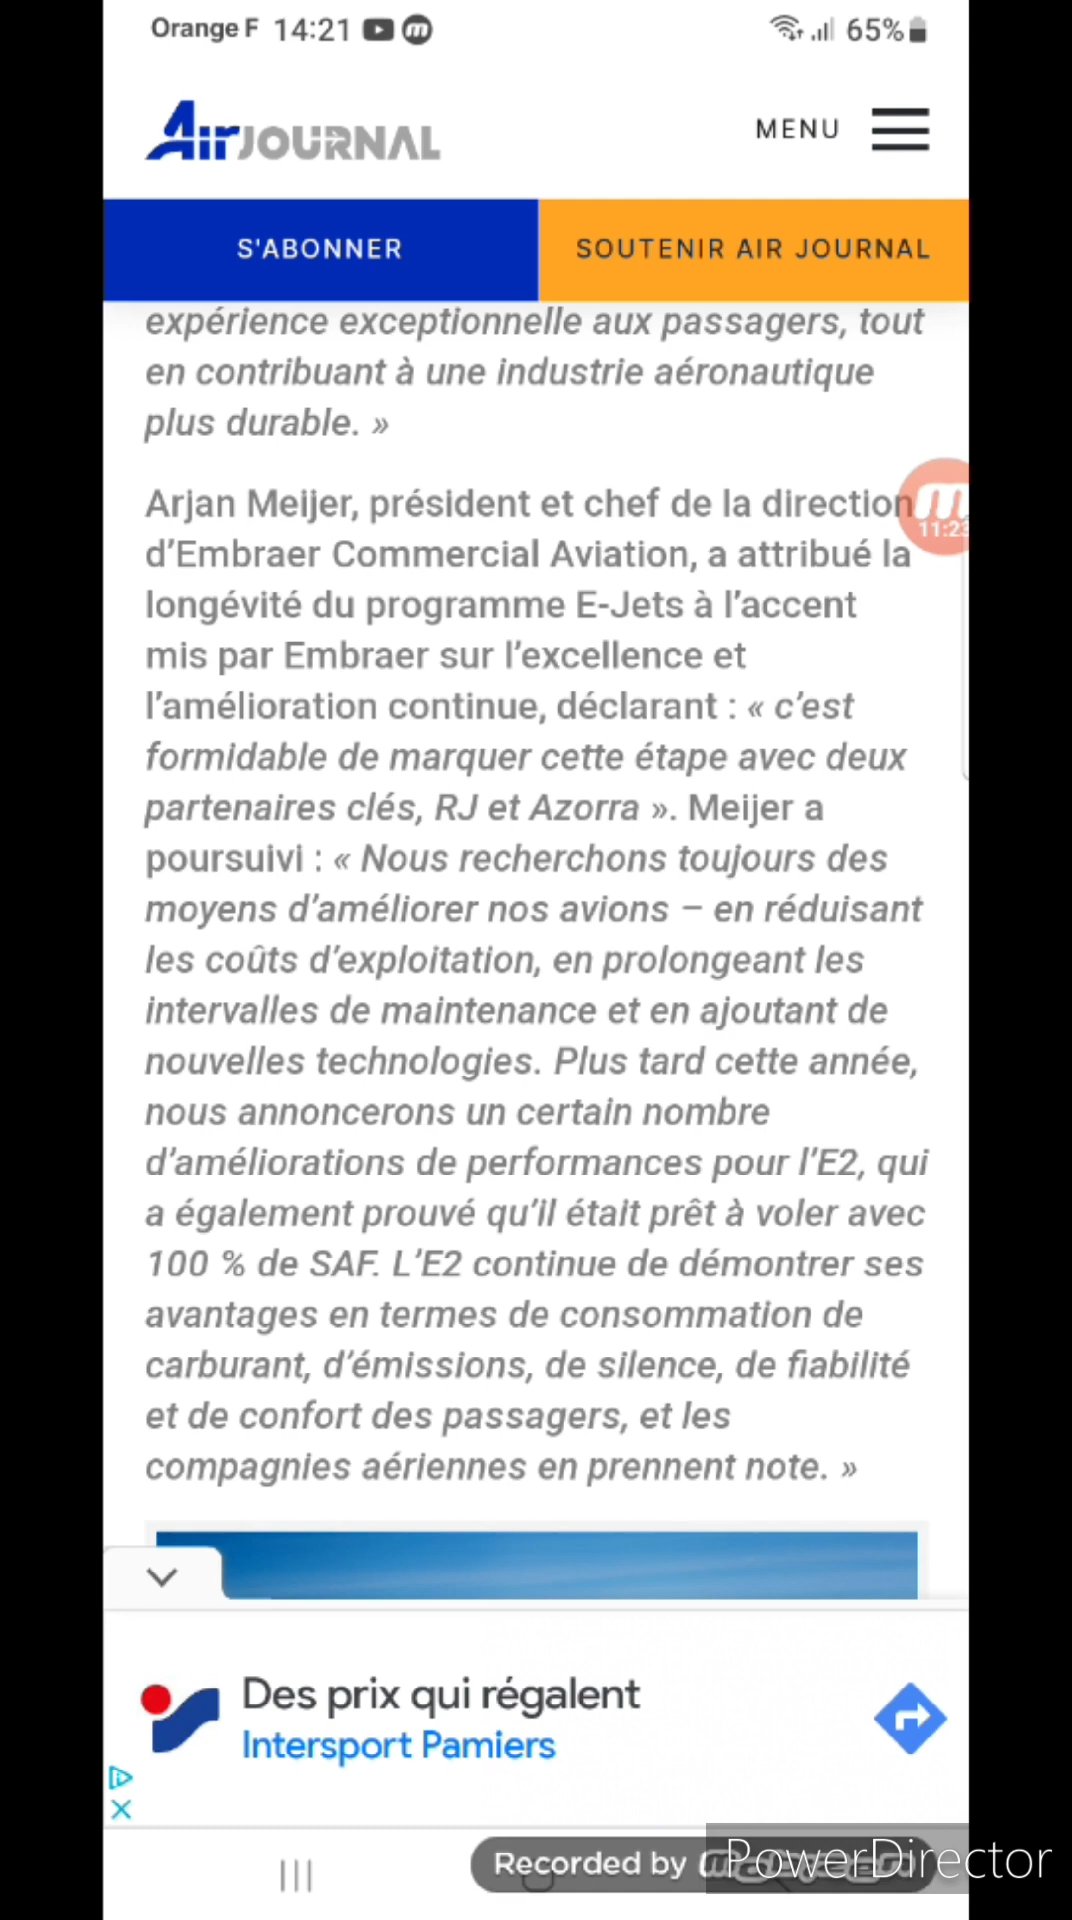 Orange F 14:21 65%
Air JOURNAL
MENU
S'ABONNER
SOUTENIR AIR JOURNAL
expérience exceptionnelle aux passagers, tout
en contribuant à une industrie aéronautique
plus durable. »
Arjan Meijer, président et chef de la direction
d’Embraer Commercial Aviation, a attribué la
longévité du programme E-Jets à l’accent
mis par Embraer sur l’excellence et
l’amélioration continue, déclarant : « c’est
formidable de marquer cette étape avec deux
partenaires clés, RJ et Azorra ». Meijer a
poursuivi : « Nous recherchons toujours des
moyens d’améliorer nos avions – en réduisant
les coûts d’exploitation, en prolongeant les
intervalles de maintenance et en ajoutant de
nouvelles technologies. Plus tard cette année,
nous annoncerons un certain nombre
d’améliorations de performances pour l’E2, qui
a également prouvé qu’il était prêt à voler avec
100 % de SAF. L’E2 continue de démontrer ses
avantages en termes de consommation de
carburant, d’émissions, de silence, de fiabilité
et de confort des passagers, et les
compagnies aériennes en prennent note. »
11:23
Des prix qui régalent
Intersport Pamiers
Recorded by
PowerDirector